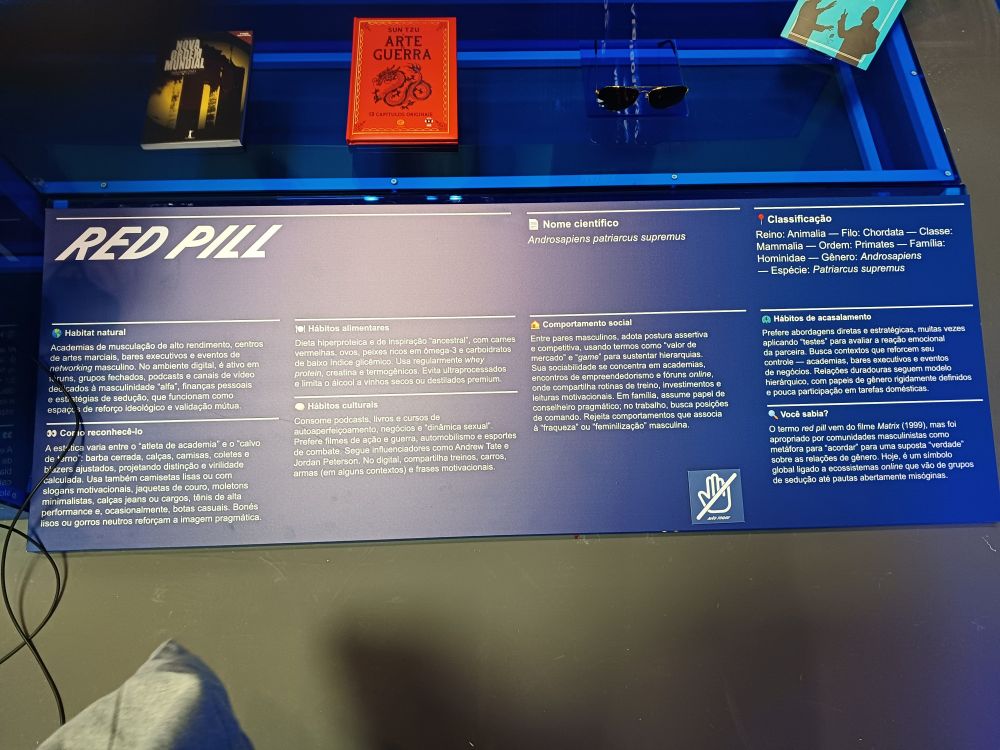 NOVA
ORDEM
MUNDIAL
SUN TZU
ARTE
GUERRA
13 CAPÍTULOS ORIGINAIS
RED PILL
Nome científico
Androsapiens patriarcus supremus
Classificação
Reino: Animalia — Filo: Chordata — Classe:
Mammalia — Ordem: Primates — Família:
Hominidae — Gênero: Androsapiens
— Espécie: Patriarcus supremus
Habitat natural
Academias de musculação de alto rendimento, centros
de artes marciais, bares executivos e eventos de
networking masculino. No ambiente digital, é ativo em
fóruns, grupos fechados, podcasts e canais de vídeo
dedicados à masculinidade "alfa", finanças pessoais
e estratégias de sedução, que funcionam como
espaços de reforço ideológico e validação mútua.
Como reconhecê-lo
A estética varia entre o "atleta de academia" e o "calvo
de terno": barba cerrada, calças, camisas, coletes e
blazers ajustados, projetando distinção e virilidade
calculada. Usa também camisetas lisas ou com
slogans motivacionais, jaquetas de couro, moletons
minimalistas, calças jeans ou cargos, tênis de alta
performance e, ocasionalmente, botas casuais. Bonés
lisos ou gorros neutros reforçam a imagem pragmática.
Hábitos alimentares
Dieta hiperproteica e de inspiração "ancestral", com carnes
vermelhas, ovos, peixes ricos em ômega-3 e carboidratos
de baixo índice glicêmico. Usa regularmente whey
protein, creatina e termogênicos. Evita ultraprocessados
e limita o álcool a vinhos secos ou destilados premium.
Hábitos culturais
Consome podcasts, livros e cursos de
autoaperfeiçoamento, negócios e "dinâmica sexual".
Prefere filmes de ação e guerra, automobilismo e esportes
de combate. Segue influenciadores como Andrew Tate e
Jordan Peterson. No digital, compartilha treinos, carros,
armas (em alguns contextos) e frases motivacionais.
Comportamento social
Entre pares masculinos, adota postura assertiva
e competitiva, usando termos como "valor de
mercado" e "game" para sustentar hierarquias.
Sua sociabilidade se concentra em academias,
encontros de empreendedorismo e fóruns online,
onde compartilha rotinas de treino, investimentos e
leituras motivacionais. Em família, assume papel de
conselheiro pragmático; no trabalho, busca posições
de comando. Rejeita comportamentos que associa
à "fraqueza" ou "feminilização" masculina.
Hábitos de acasalamento
Prefere abordagens diretas e estratégicas, muitas vezes
aplicando "testes" para avaliar a reação emocional
da parceira. Busca contextos que reforcem seu
controle — academias, bares executivos e eventos
de negócios. Relações duradouras seguem modelo
hierárquico, com papéis de gênero rigidamente definidos
e pouca participação em tarefas domésticas.
Você sabia?
O termo red pill vem do filme Matrix (1999), mas foi
apropriado por comunidades masculinistas como
metáfora para "acordar" para uma suposta "verdade"
sobre as relações de gênero. Hoje, é um símbolo
global ligado a ecossistemas online que vão de grupos
de sedução até pautas abertamente misóginas.
NÃO TOQUE